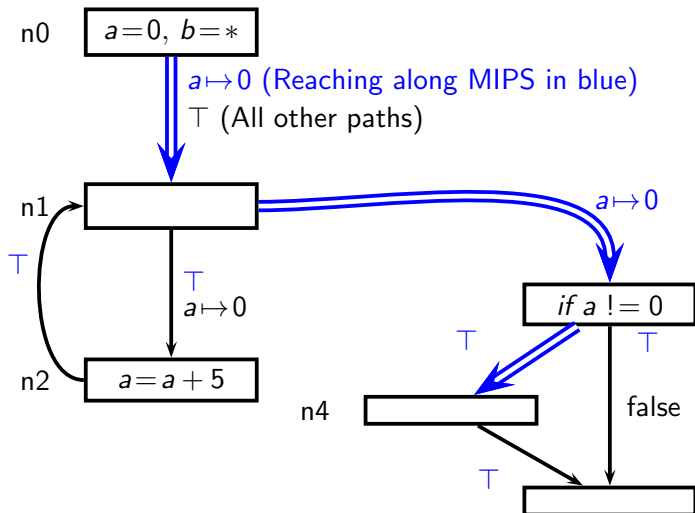 n0
a=0, b=*
a↦0 (Reaching along MIPS in blue)
⊤ (All other paths)
n1
a↦0
⊤
⊤
a↦0
if a != 0
⊤
⊤
n2
a=a+5
n4
false
⊤